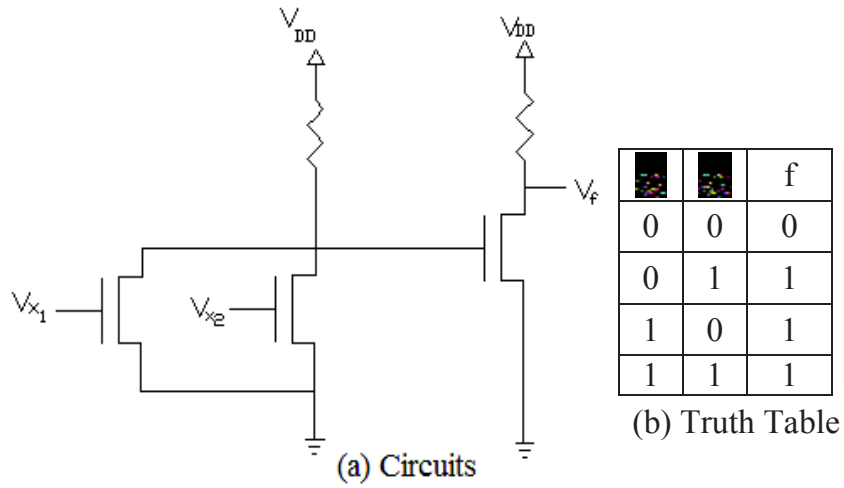 V DD
VDD
Vf
Vx1
Vx2
f
0 0 0
0 1 1
1 0 1
1 1 1
(b) Truth Table
(a) Circuits